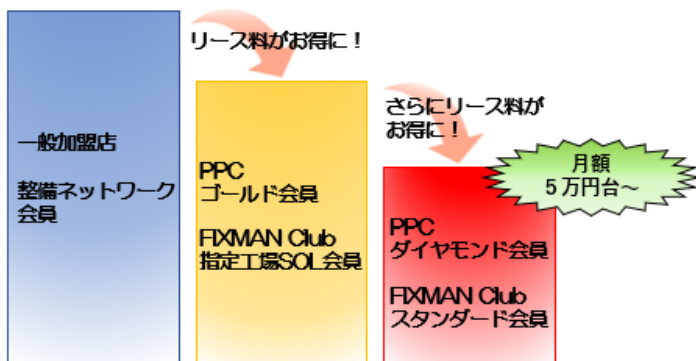 リース料がお得に！
さらにリース料が
お得に！
月額
５万円台～
一般加盟店
整備ネットワーク
会員
PPC
ゴールド会員
FIXMAN Club
指定工場SOL会員
PPC
ダイヤモンド会員
FIXMAN Club
スタンダード会員